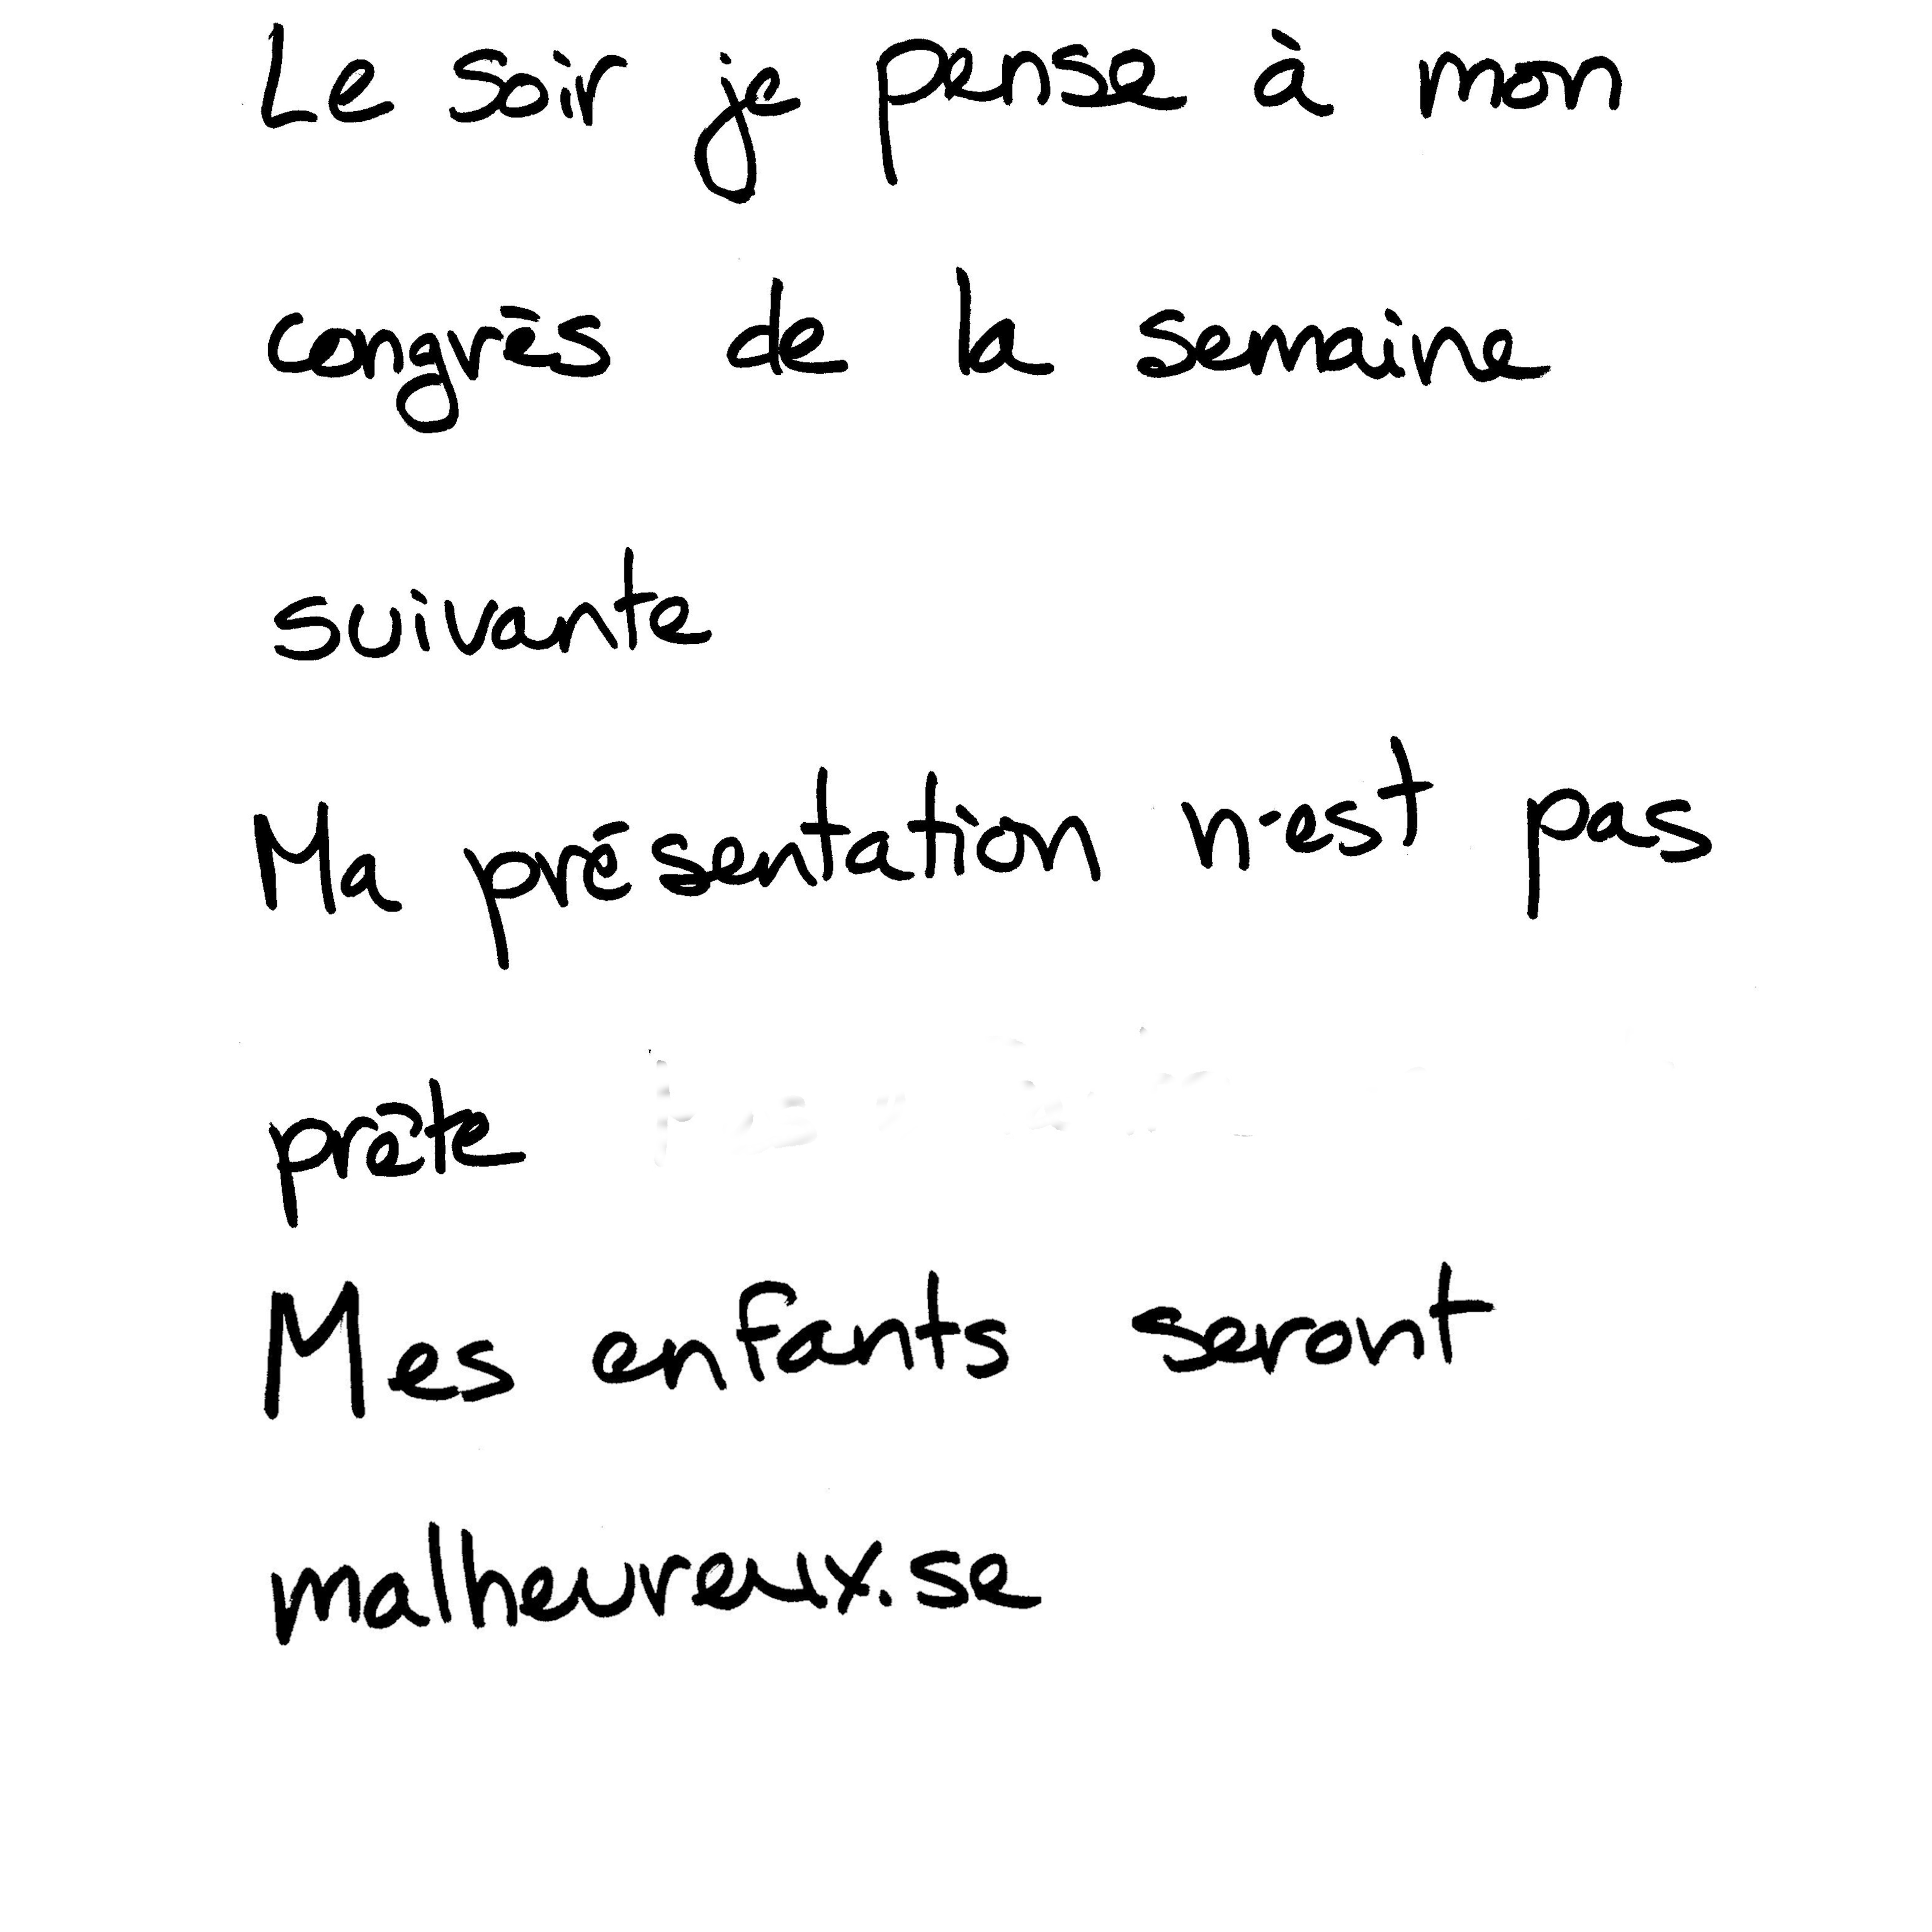 Le soir je pense à mon
congrès de la semaine
suivante
Ma présentation n'est pas
prête
Mes enfants seront
malheureux.se